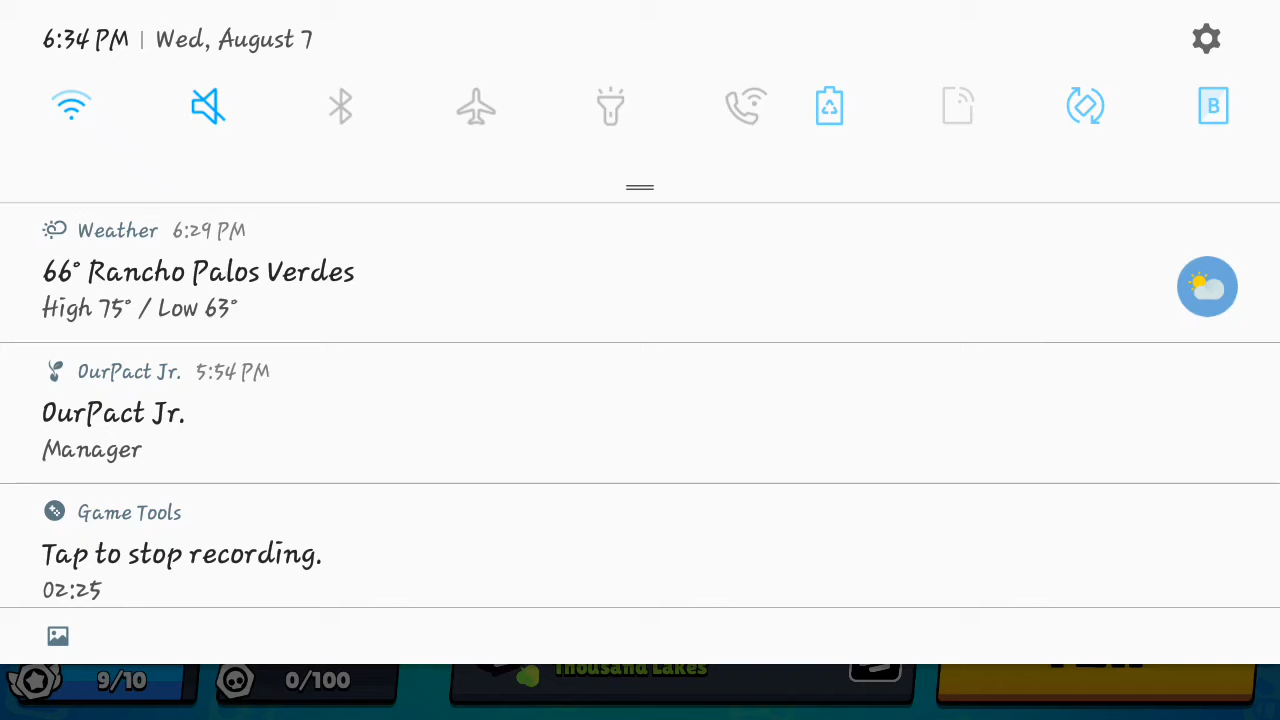 6:34 PM | Wed, August 7
B
Weather 6:29 PM
66° Rancho Palos Verdes
High 75° / Low 63°
OurPact Jr. 5:54 PM
OurPact Jr.
Manager
Game Tools
Tap to stop recording.
02:25
9/10 0/100 Thousand Lakes